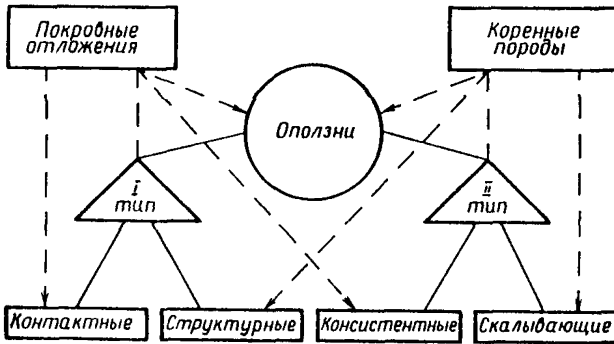 Покровные
отложения
Коренные
породы
Оползни
I
тип
II
тип
Контактные
Структурные
Консистентные
Скалывающие